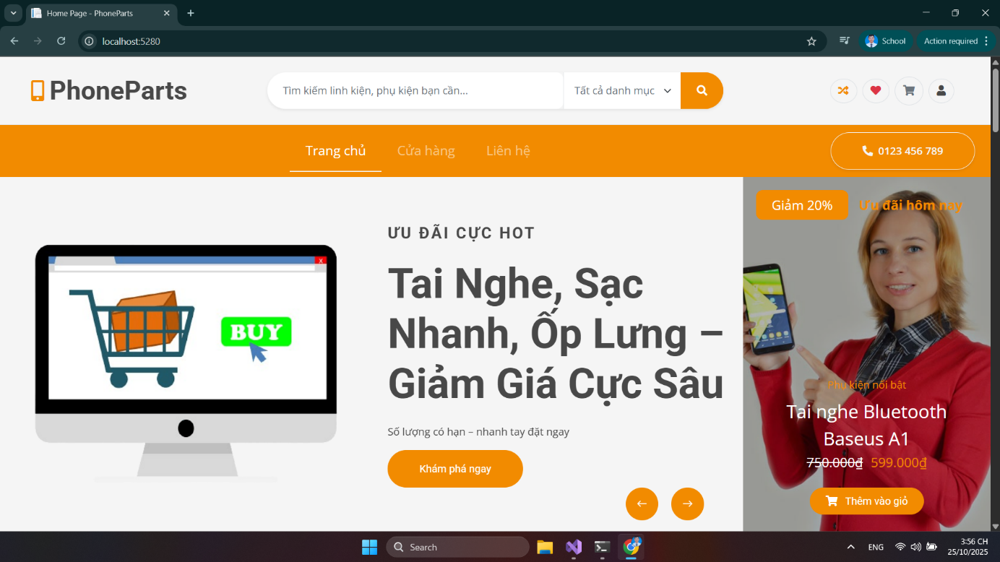 Home Page - PhoneParts
localhost:5280
School
Action required
PhoneParts
Tìm kiếm linh kiện, phụ kiện bạn cần...
Tất cả danh mục
Trang chủ
Cửa hàng
Liên hệ
0123 456 789
ƯU ĐÃI CỰC HOT
Tai Nghe, Sạc
Nhanh, Ốp Lưng –
Giảm Giá Cực Sâu
Số lượng có hạn – nhanh tay đặt ngay
Khám phá ngay
X
BUY
Giảm 20%
Ưu đãi hôm nay
Phụ kiện nổi bật
Tai nghe Bluetooth
Baseus A1
750.000₫ 599.000₫
Thêm vào giỏ
Search
ENG
3:56 CH
25/10/2025